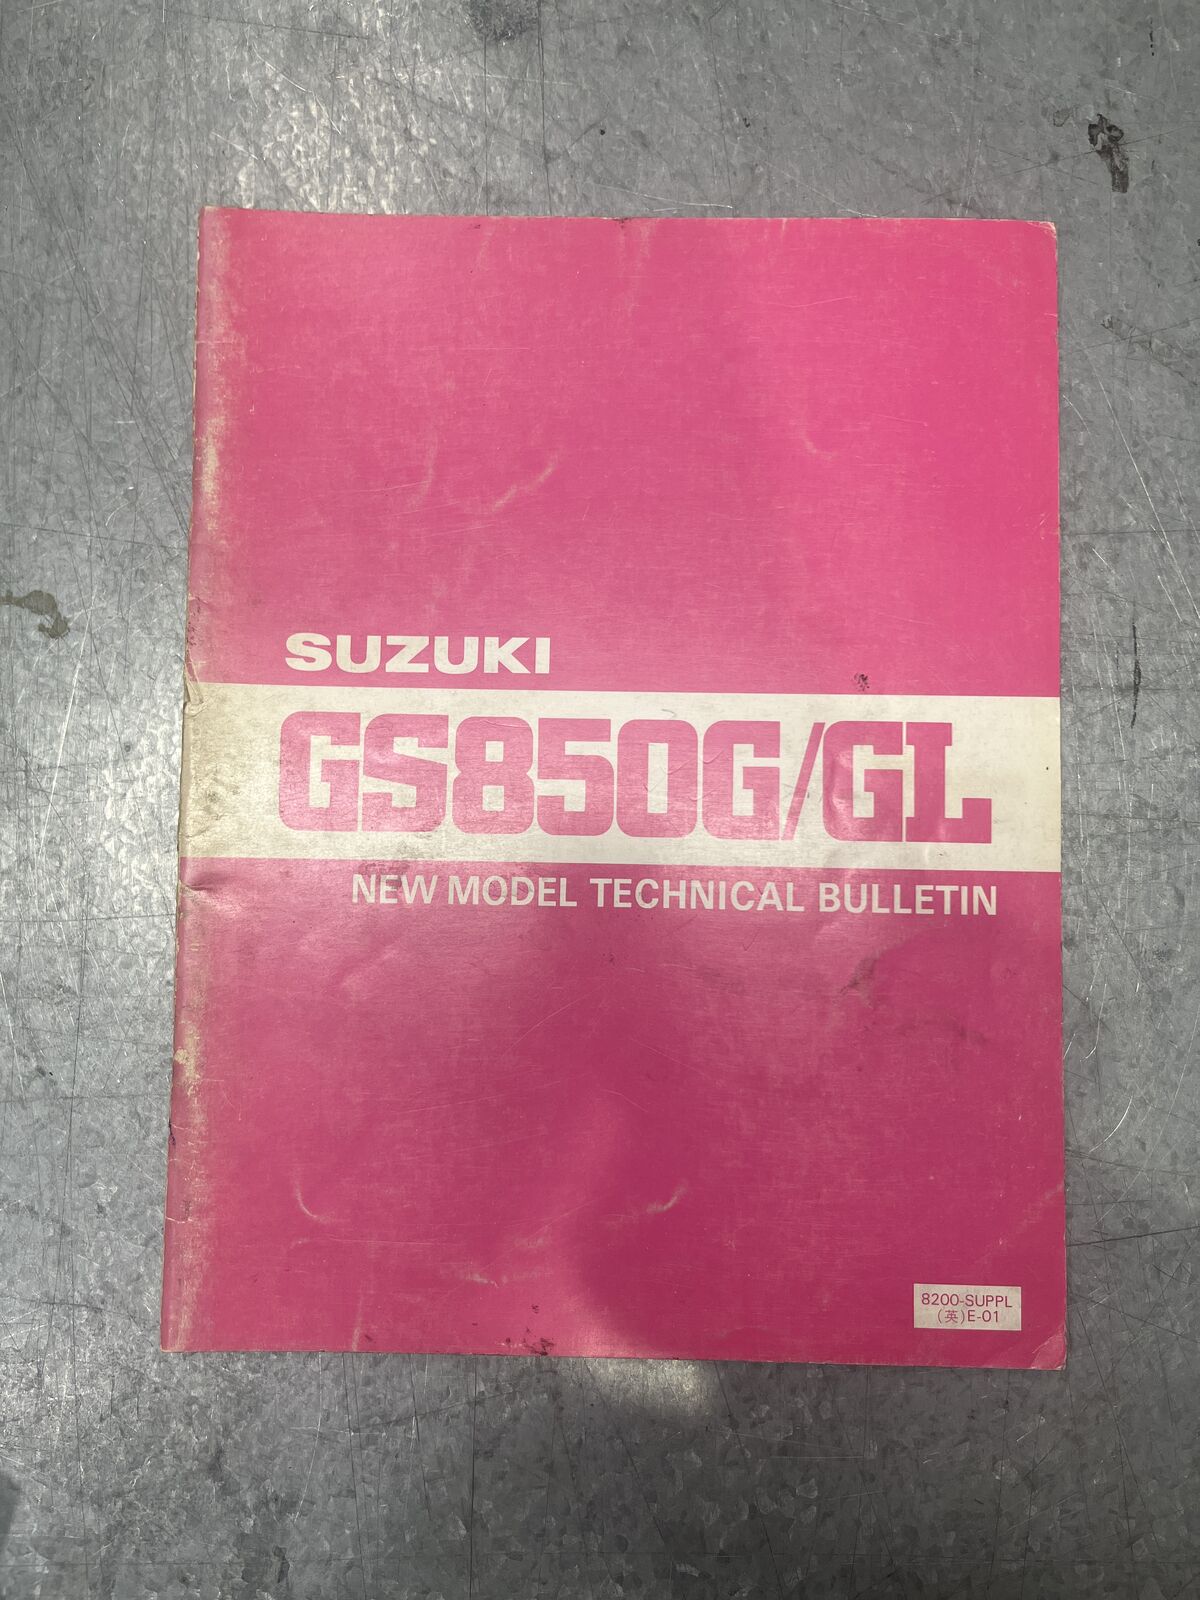 SUZUKI
GS850G/GL
NEW MODEL TECHNICAL BULLETIN
8200-SUPPL
(英)E-01